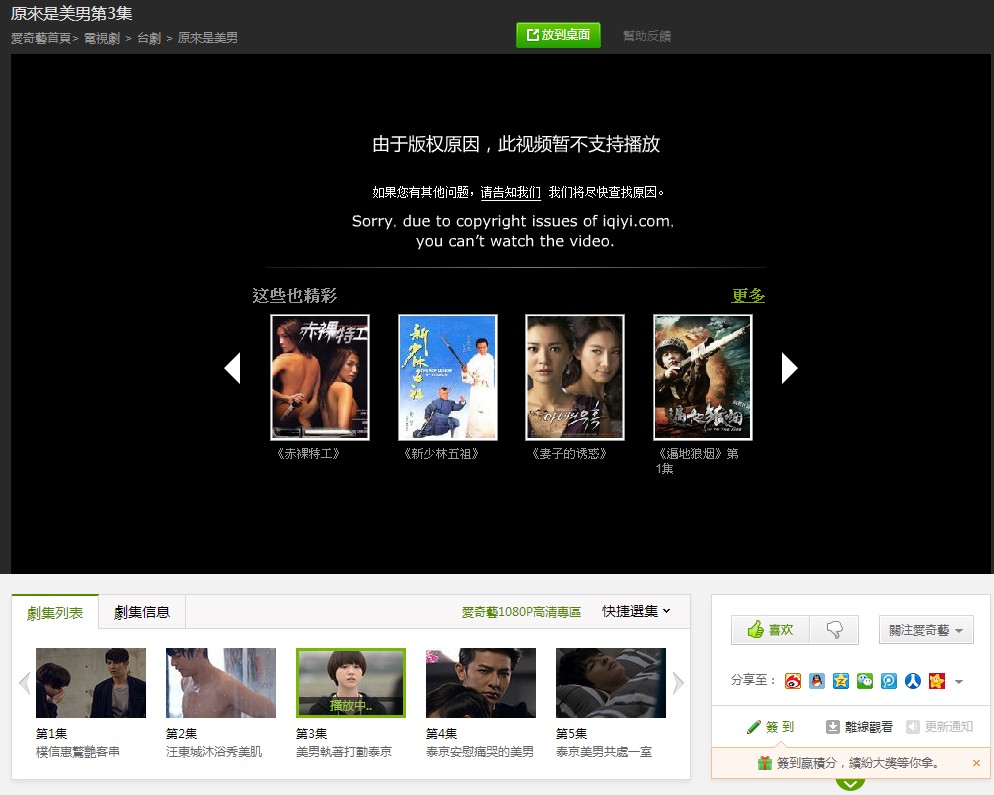 原來是美男第3集
愛奇藝首頁> 電視劇 > 台劇 > 原來是美男
放到桌面
幫助反饋
由于版权原因，此视频暂不支持播放
如果您有其他问题，请告知我们 我们将尽快查找原因。
Sorry, due to copyright issues of iqiyi.com,
you can't watch the video.
这些也精彩
更多
赤裸特工
新少林五祖
아내의 유혹
遍地狼烟
《赤裸特工》
《新少林五祖》
《妻子的诱惑》
《遍地狼烟》第
1集
劇集列表
劇集信息
愛奇藝1080P高清專區
快捷選集
播放中..
第1集
樸信惠驚艷客串
第2集
汪東城沐浴秀美肌
第3集
美男執著打動泰京
第4集
泰京安慰痛哭的美男
第5集
泰京美男共處一室
喜欢
關注愛奇藝
分享至：
簽 到
離線觀看
更新通知
簽到贏積分，繽紛大獎等你拿。